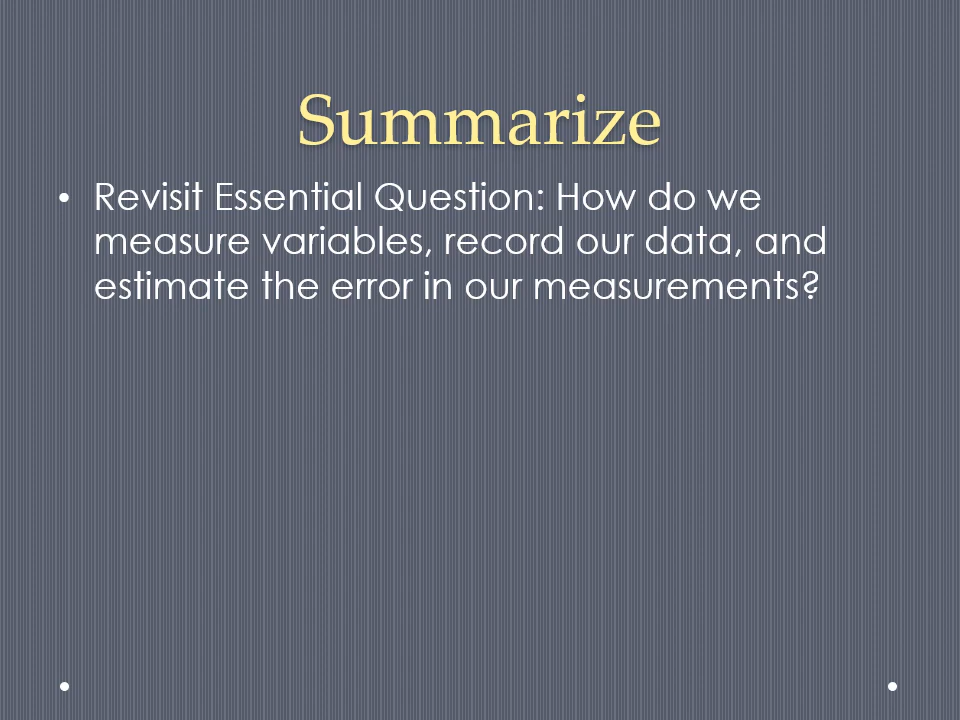 Summarize
• Revisit Essential Question: How do we
measure variables, record our data, and
estimate the error in our measurements?